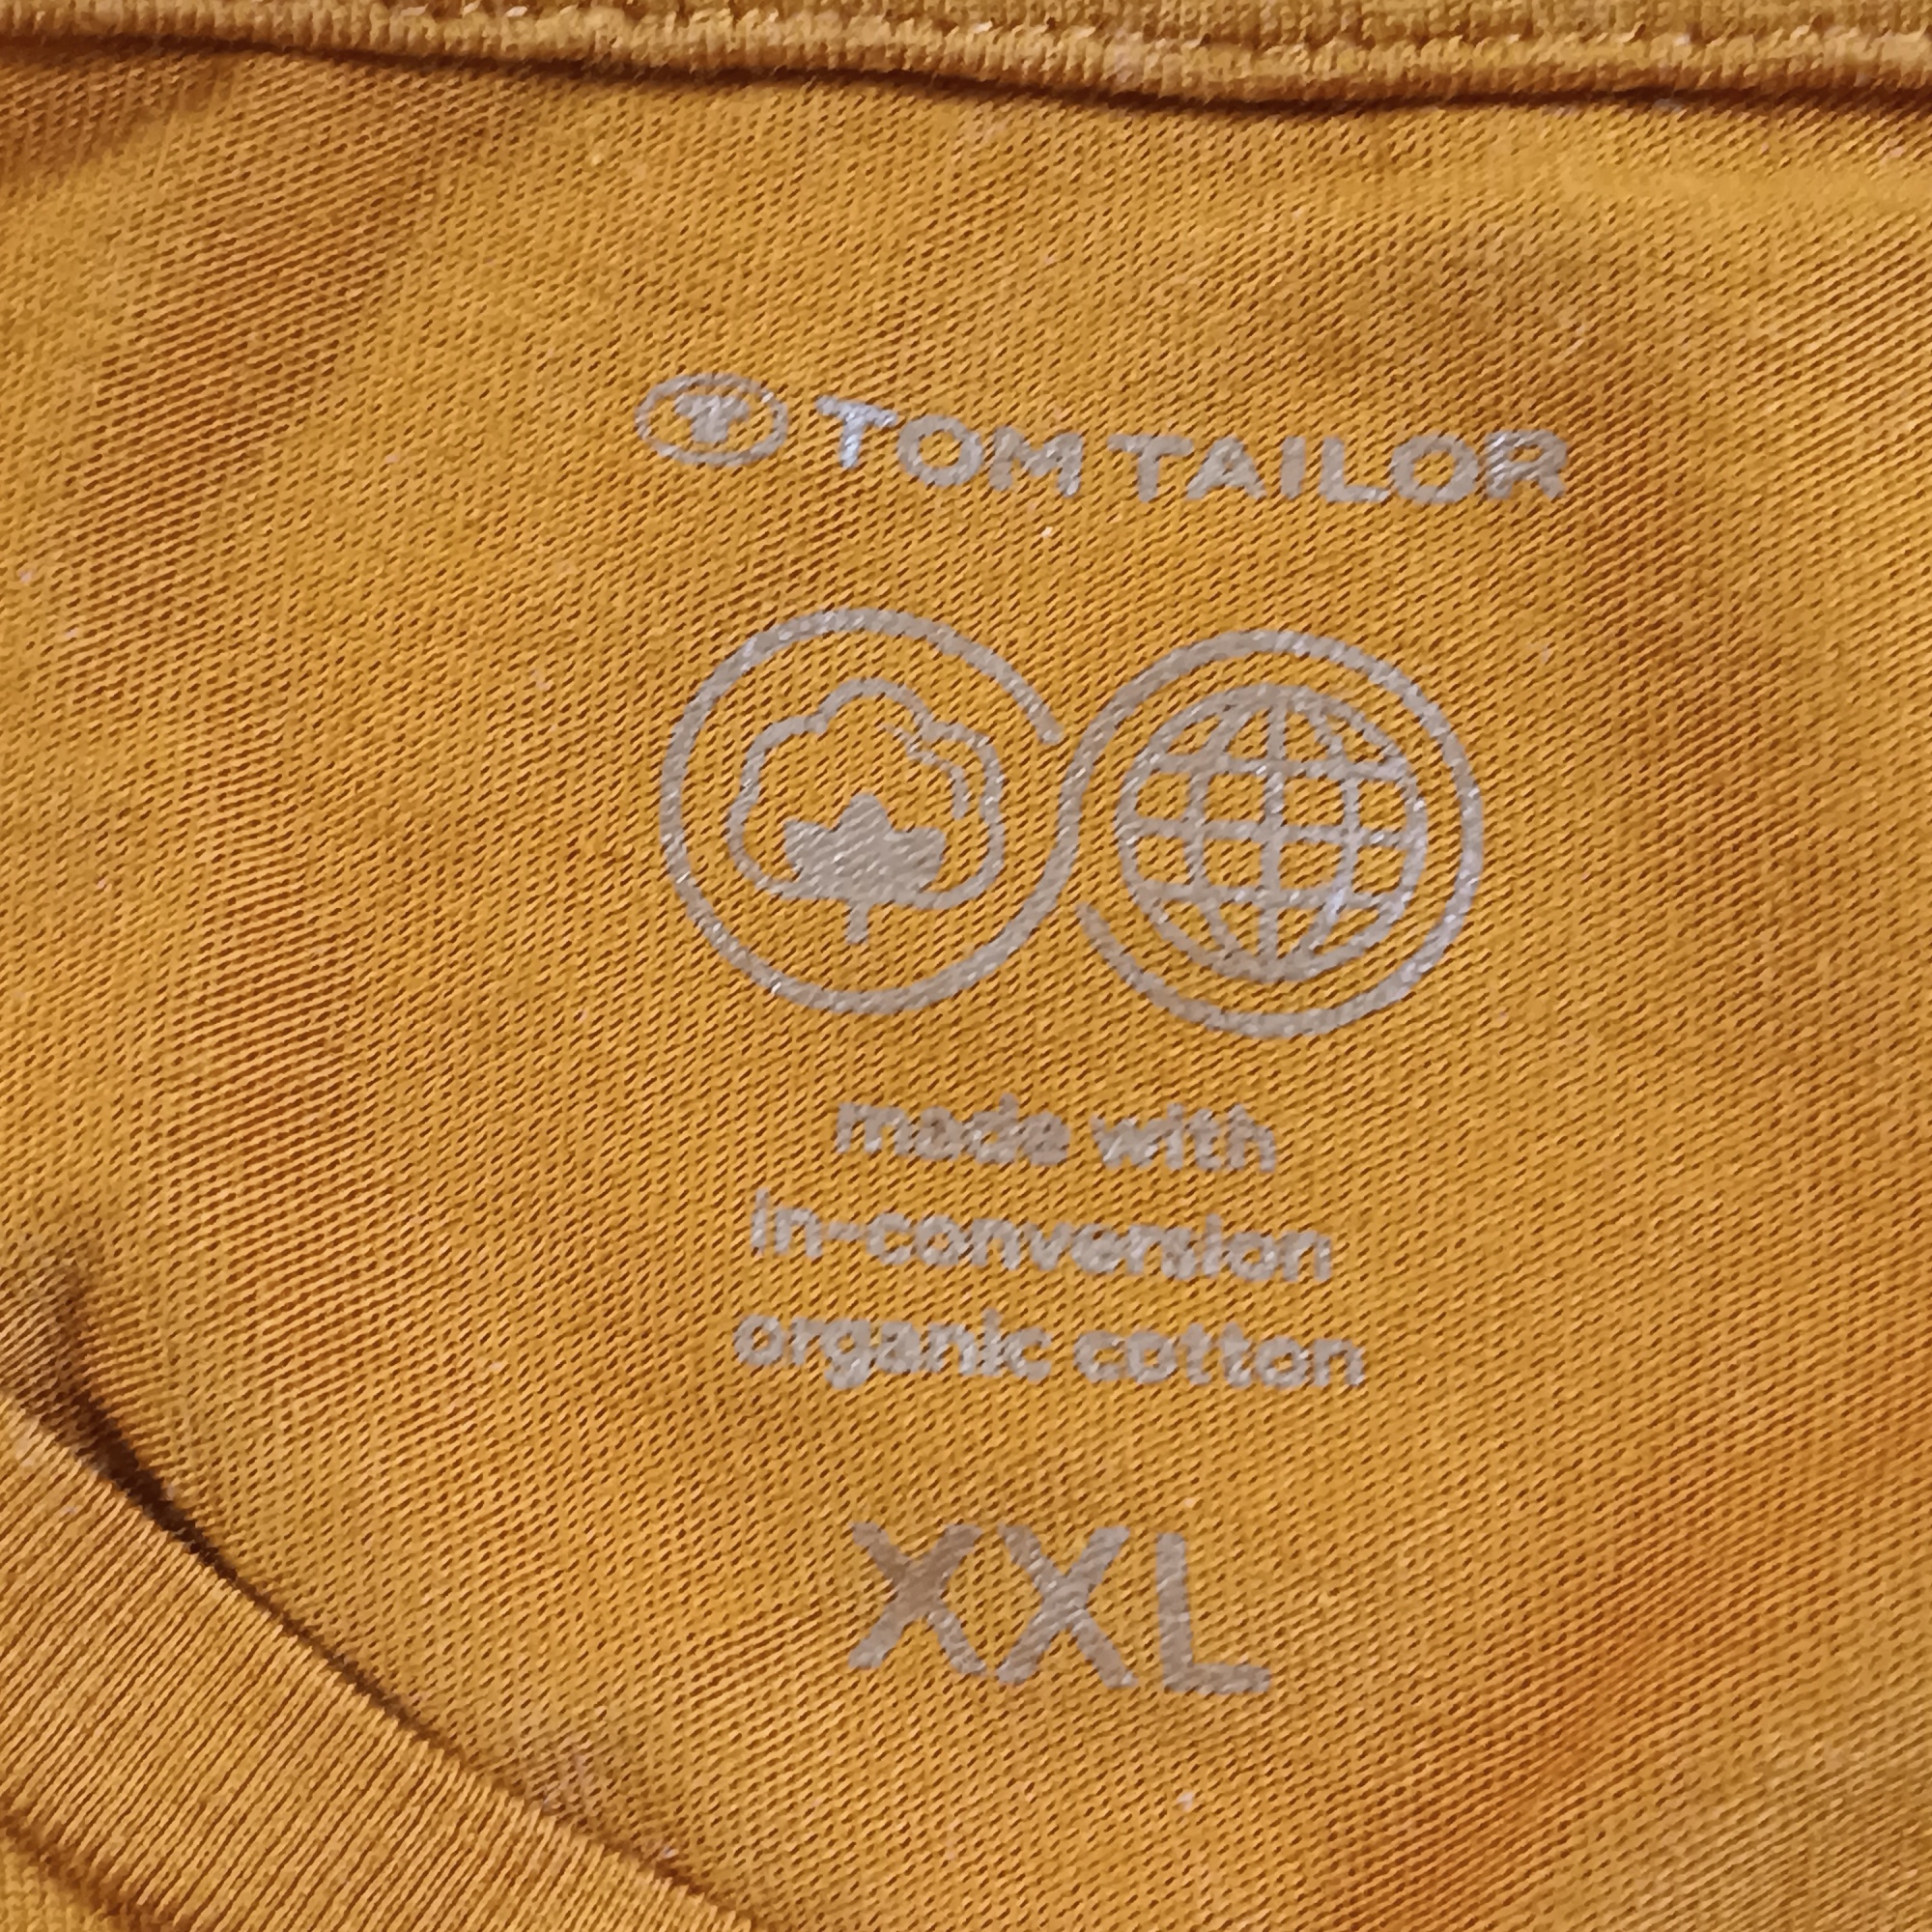 TOM TAILOR
made with
in-conversion
organic cotton
XXL